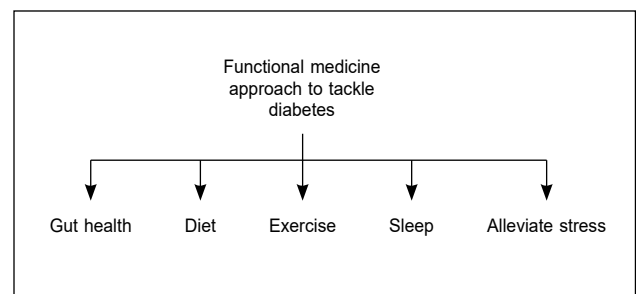 Functional medicine
approach to tackle
diabetes
Gut health Diet Exercise Sleep Alleviate stress